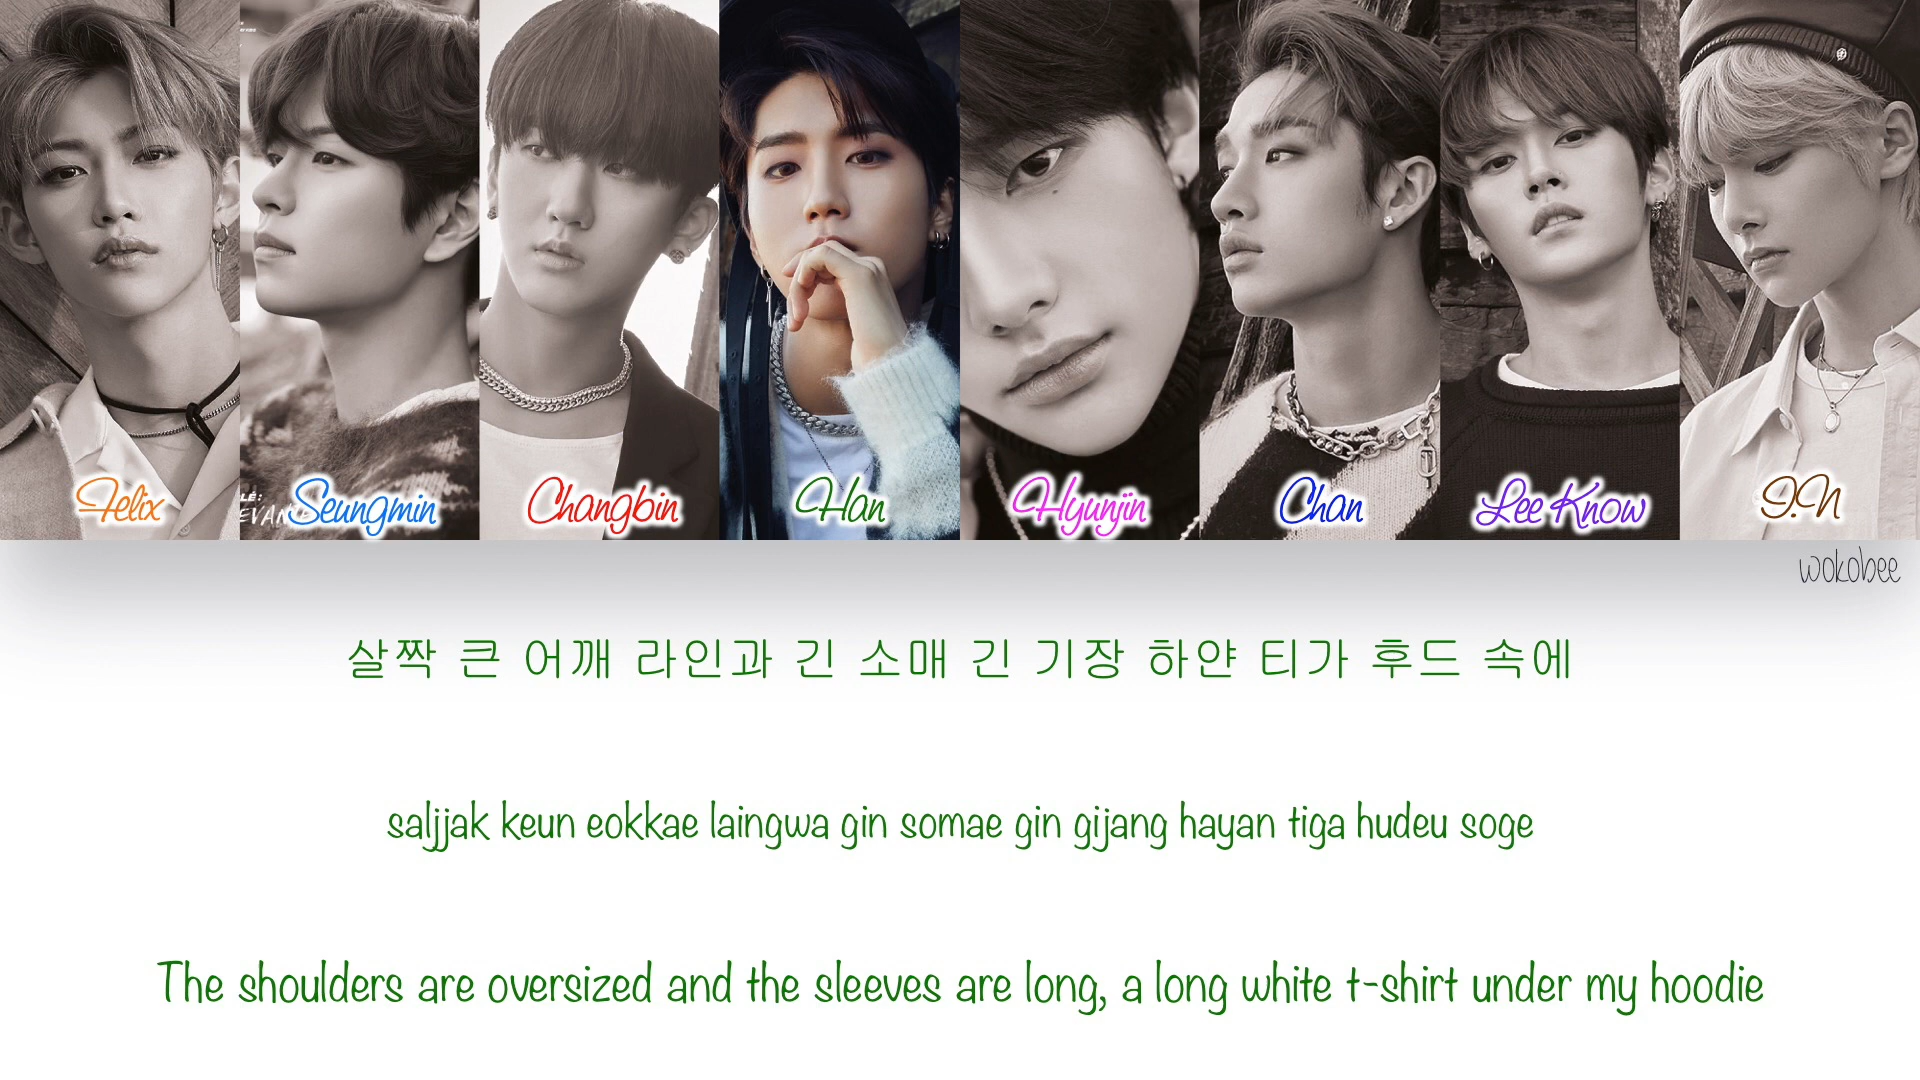 Felix Seungmin Changbin Han Hyunjin Chan Lee Know I.N
wokobee
살짝 큰 어깨 라인과 긴 소매 긴 기장 하얀 티가 후드 속에
saljjak keun eokkae laingwa gin somae gin gijang hayan tiga hudeu soge
The shoulders are oversized and the sleeves are long, a long white t-shirt under my hoodie